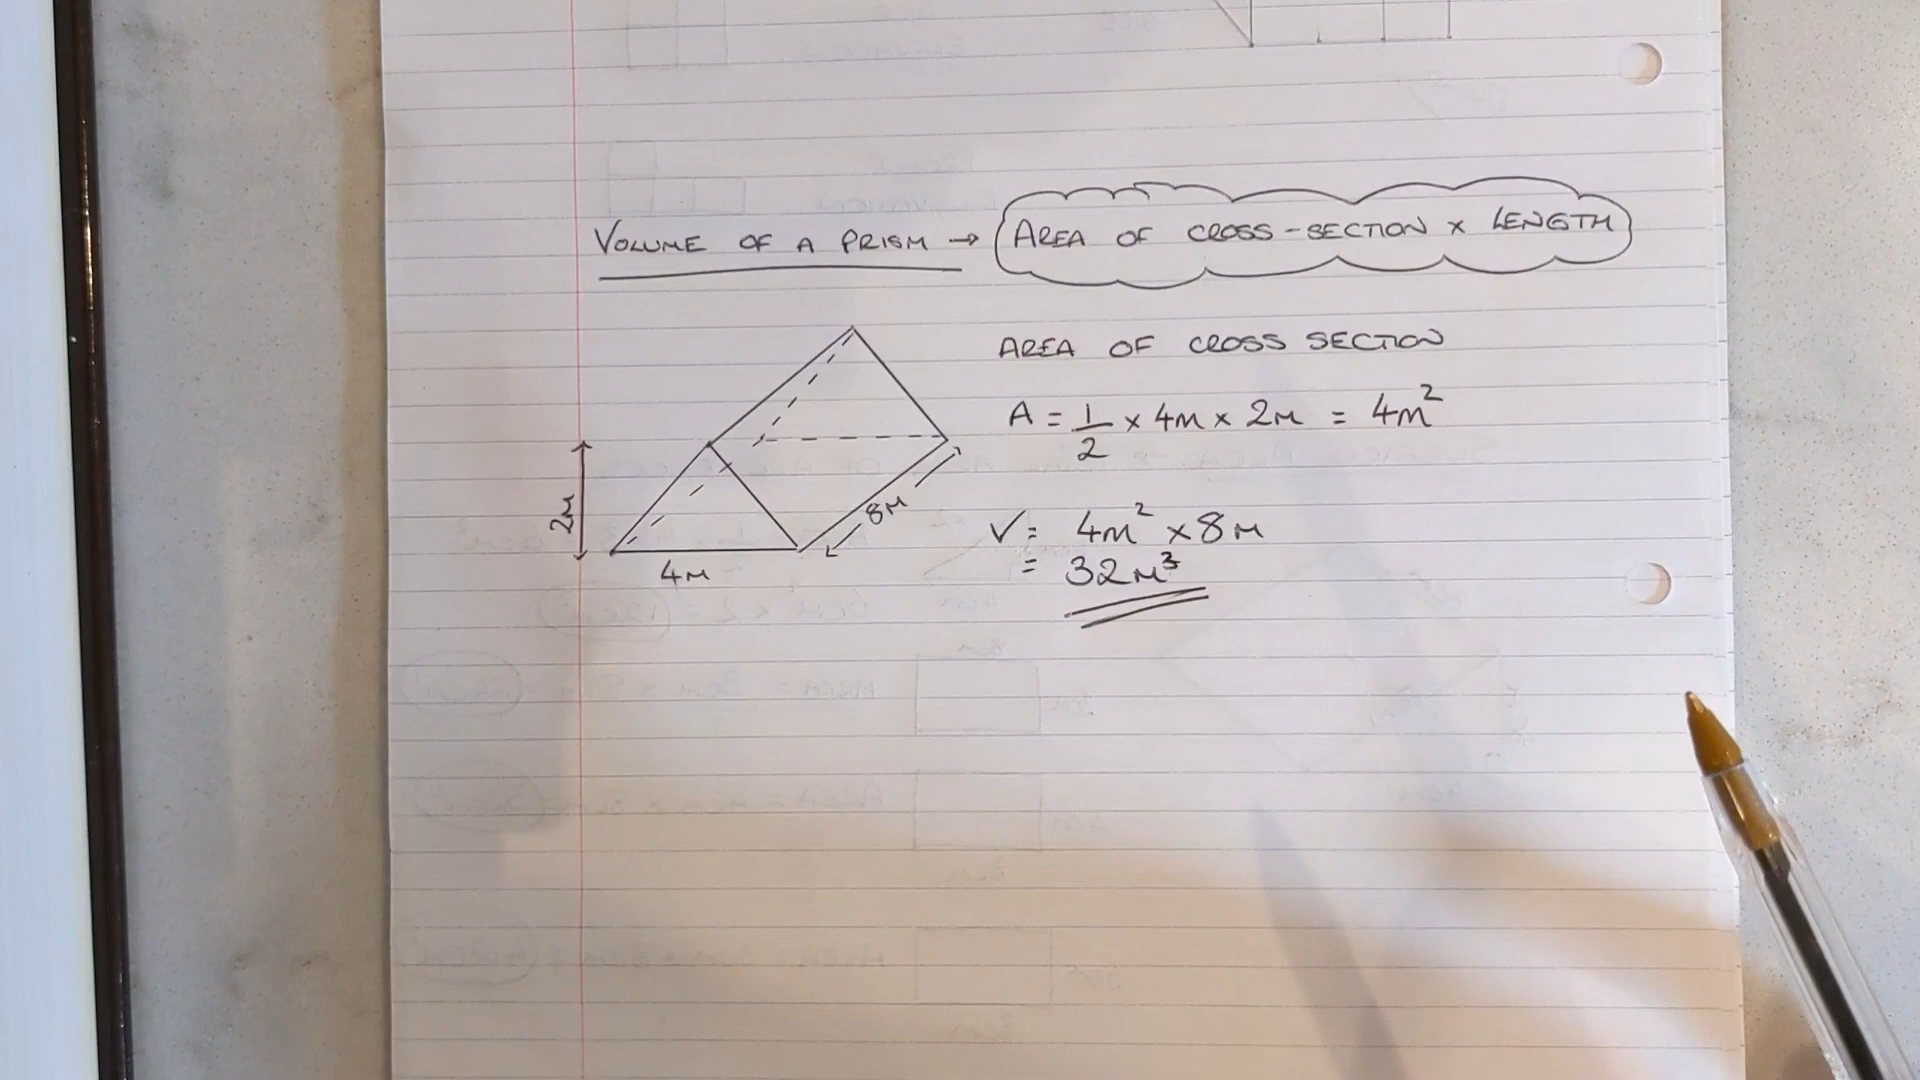 VOLUME OF A PRISM → AREA OF CROSS-SECTION × LENGTH
AREA OF CROSS SECTION
A = 1/2 × 4m × 2m = 4m²
2m
8m
4m
V = 4m² × 8m
= 32m³